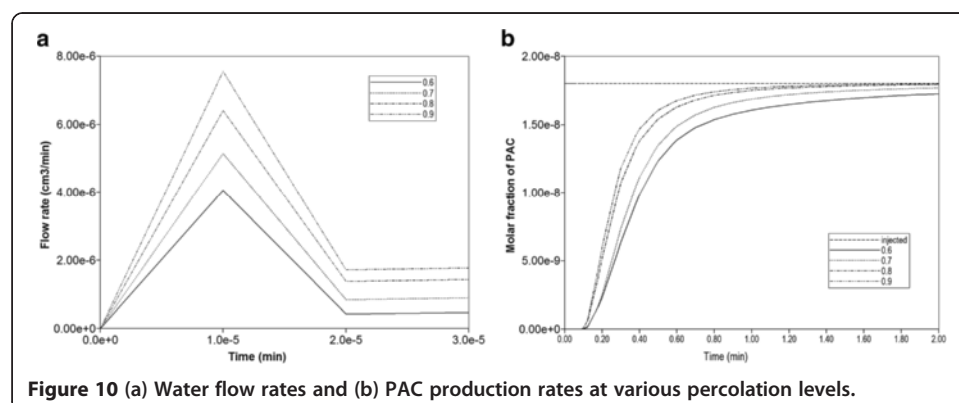 a
8.00e-6
6.00e-6
4.00e-6
2.00e-6
0.00e+0
Flow rate (cm3/min)
0.6
0.7
0.8
0.9
0.0e+0 1.0e-5 2.0e-5 3.0e-5
Time (min)
b
2.00e-8
1.50e-8
1.00e-8
5.00e-9
0.00e+0
Molar fraction of PAC
injected
0.6
0.7
0.8
0.9
0.00 0.20 0.40 0.60 0.80 1.00 1.20 1.40 1.60 1.80 2.00
Time (min)
Figure 10 (a) Water flow rates and (b) PAC production rates at various percolation levels.